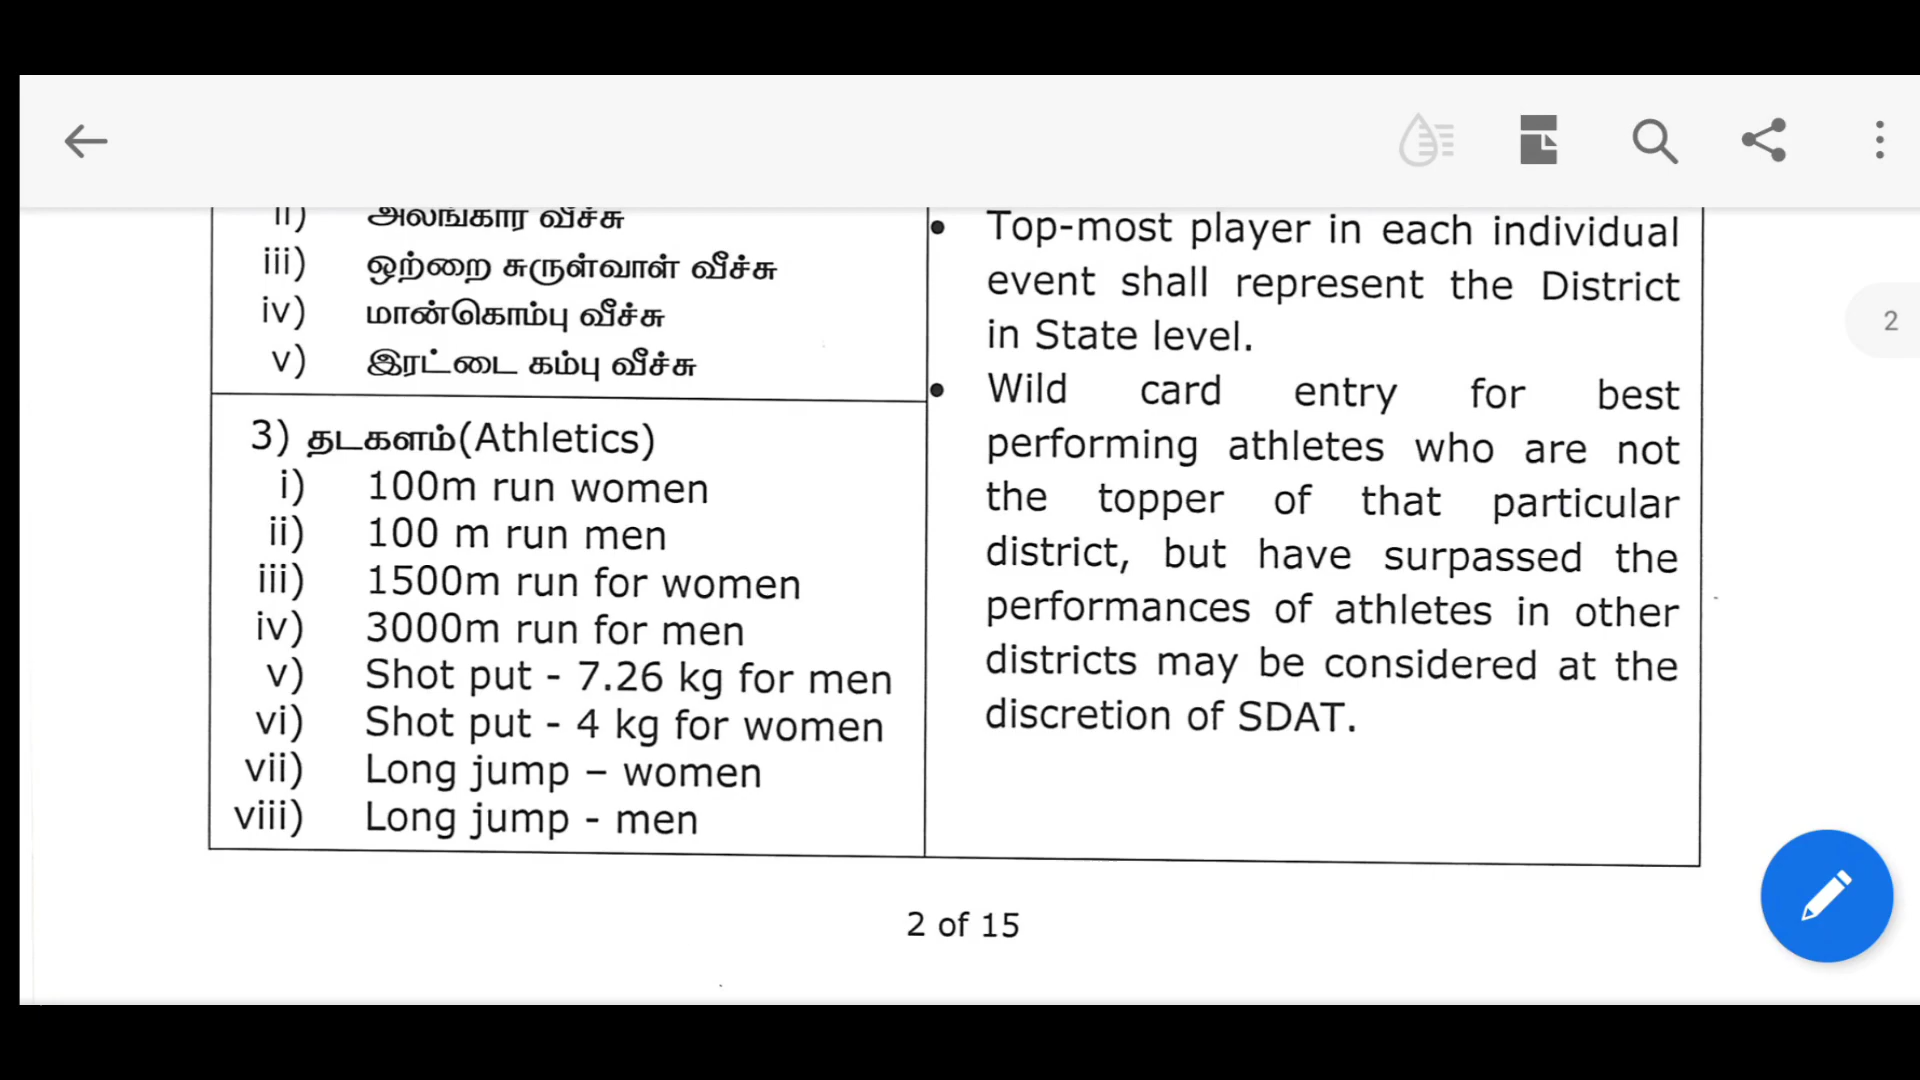 ii) அலங்கார வீச்சு
iii) ஒற்றை சுருள்வாள் வீச்சு
iv) மான்கொம்பு வீச்சு
v) இரட்டை கம்பு வீச்சு
3) தடகளம்(Athletics)
i) 100m run women
ii) 100 m run men
iii) 1500m run for women
iv) 3000m run for men
v) Shot put - 7.26 kg for men
vi) Shot put - 4 kg for women
vii) Long jump – women
viii) Long jump - men
• Top-most player in each individual
event shall represent the District
in State level.
• Wild card entry for best
performing athletes who are not
the topper of that particular
district, but have surpassed the
performances of athletes in other
districts may be considered at the
discretion of SDAT.
2
2 of 15